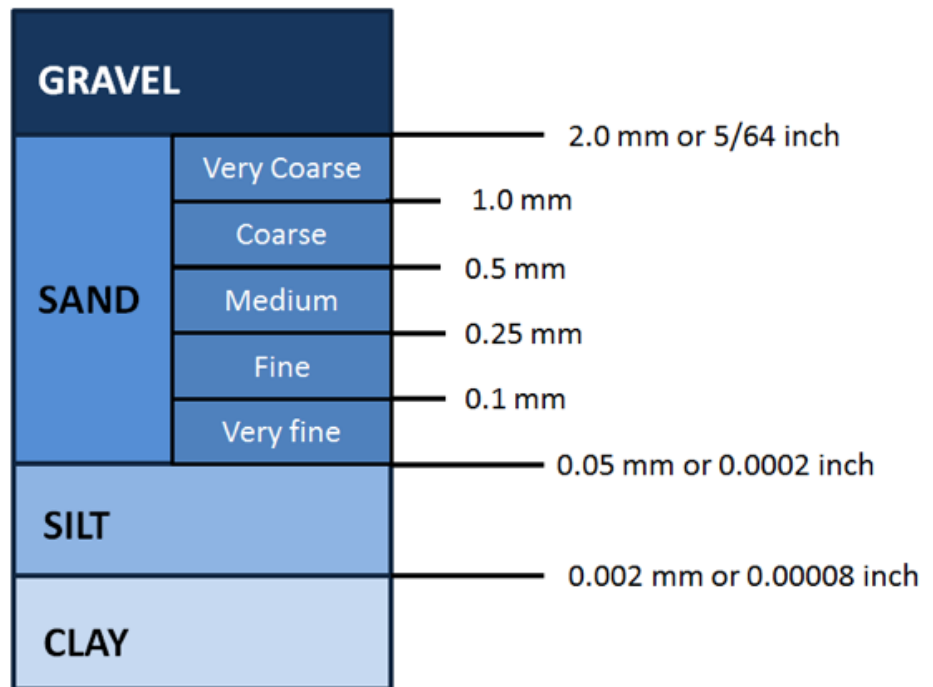 GRAVEL
2.0 mm or 5/64 inch
Very Coarse
1.0 mm
Coarse
0.5 mm
SAND
Medium
0.25 mm
Fine
0.1 mm
Very fine
0.05 mm or 0.0002 inch
SILT
0.002 mm or 0.00008 inch
CLAY